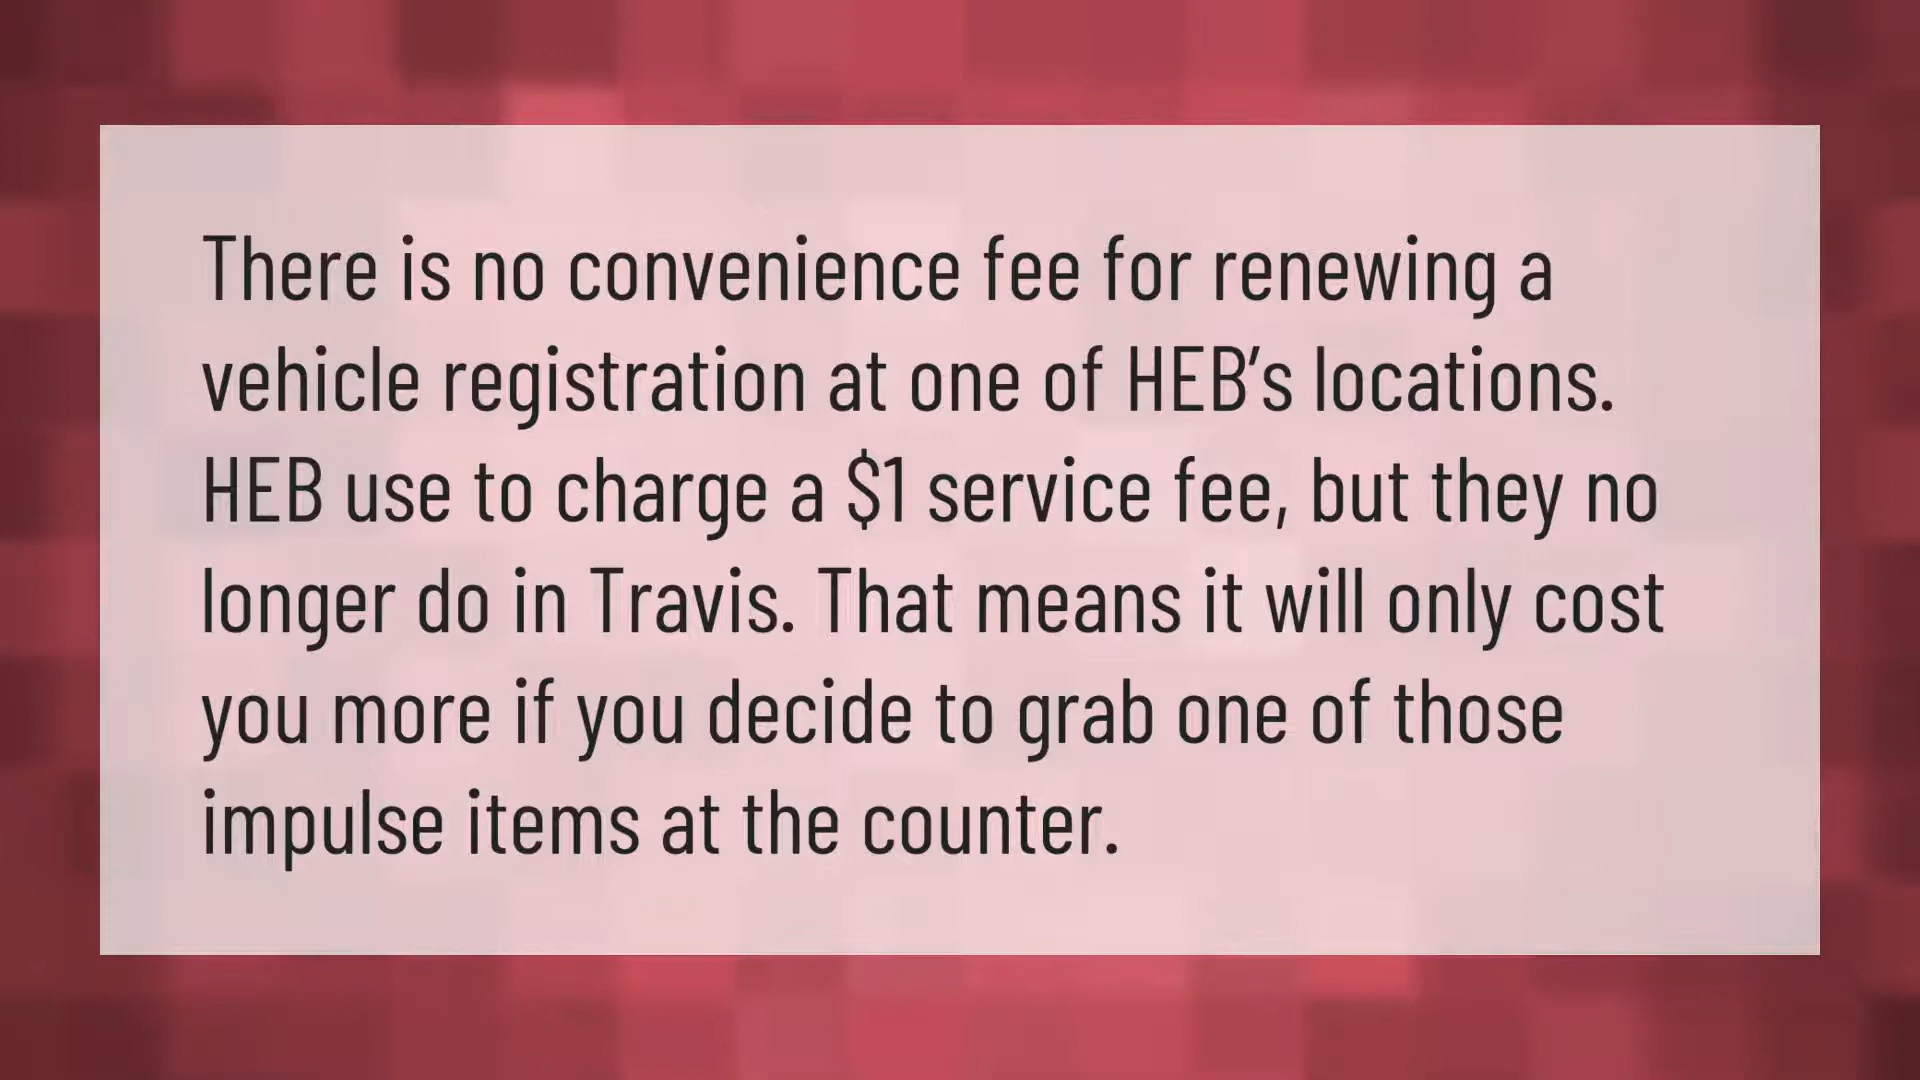 There is no convenience fee for renewing a
vehicle registration at one of HEB’s locations.
HEB use to charge a $1 service fee, but they no
longer do in Travis. That means it will only cost
you more if you decide to grab one of those
impulse items at the counter.